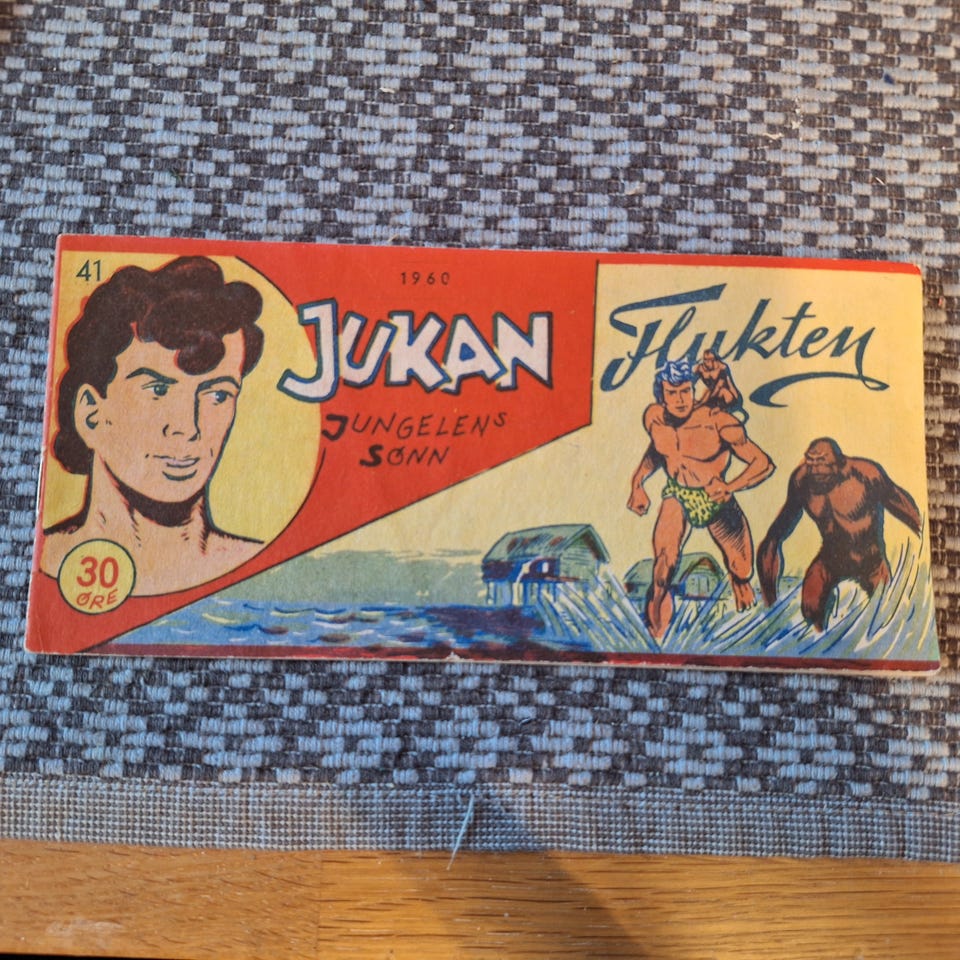 41
1960
JUKAN
JUNGELENS
SØNN
Flukten
30
ØRE